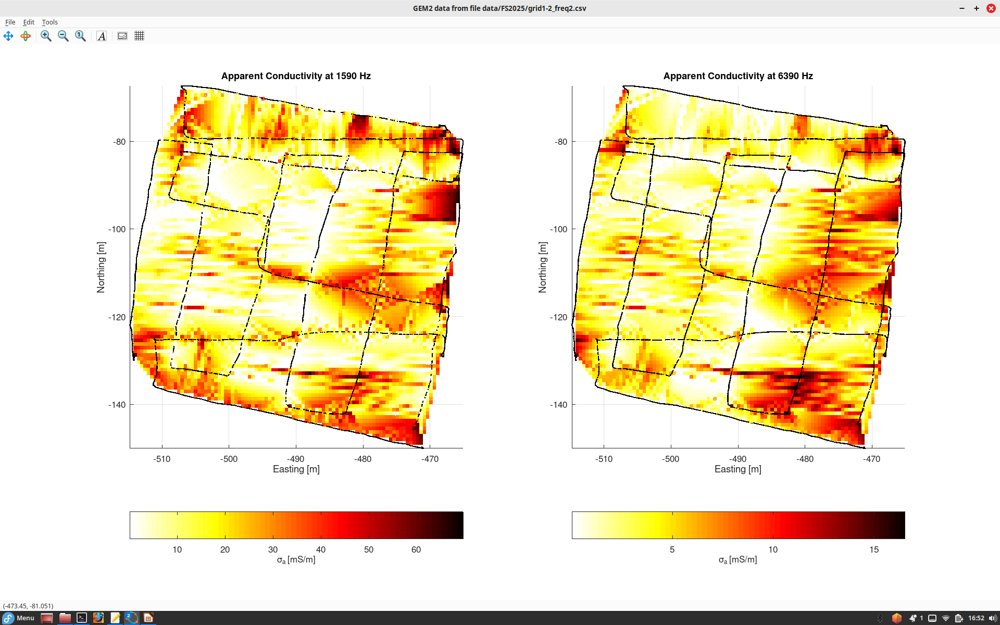 GEM2 data from file data/FS2025/grid1-2_freq2.csv
File Edit Tools
1 A
Apparent Conductivity at 1590 Hz
-80
-100
-120
-140
Northing [m]
-510 -500 -490 -480 -470
Easting [m]
10 20 30 40 50 60
σa [mS/m]
Apparent Conductivity at 6390 Hz
-80
-100
-120
-140
Northing [m]
-510 -500 -490 -480 -470
Easting [m]
5 10 15
σa [mS/m]
(-473.45, -81.051)
Menu 2 1 16:52